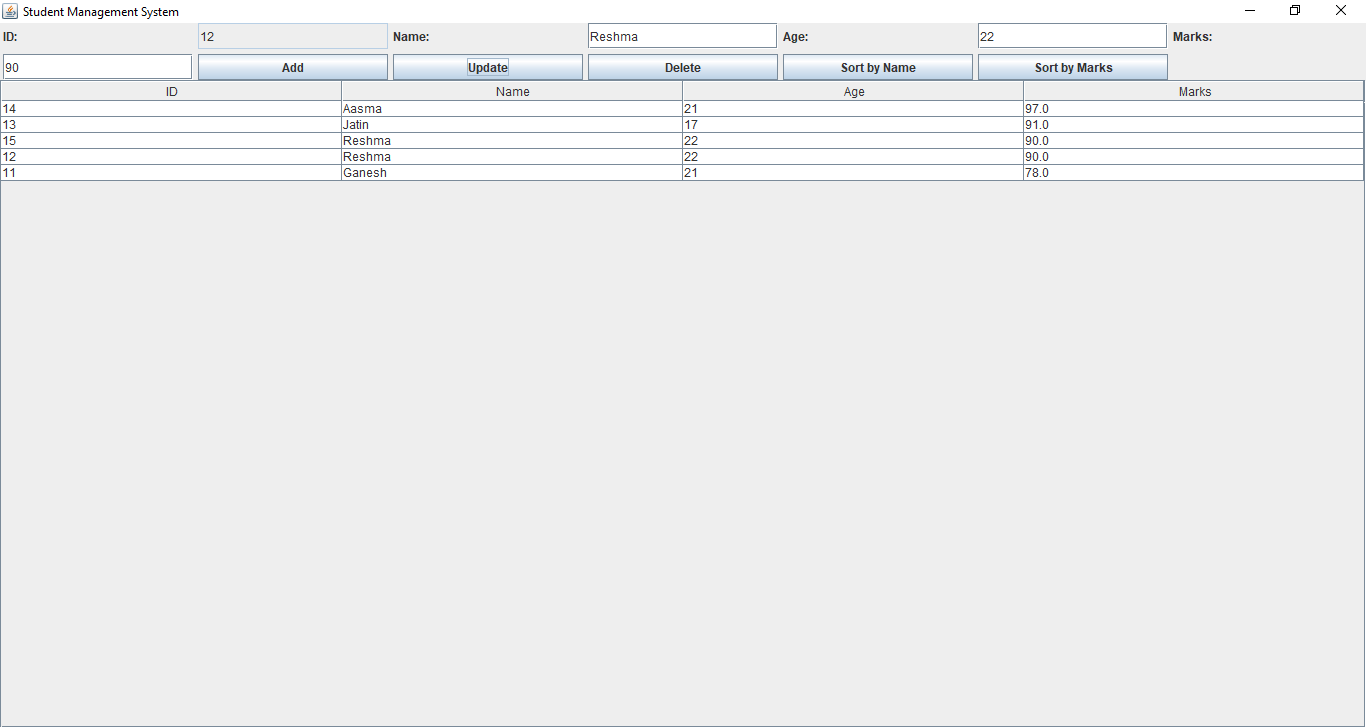 Student Management System
ID: 12 Name: Reshma Age: 22 Marks:
90 Add Update Delete Sort by Name Sort by Marks
ID Name Age Marks
14 Aasma 21 97.0
13 Jatin 17 91.0
15 Reshma 22 90.0
12 Reshma 22 90.0
11 Ganesh 21 78.0